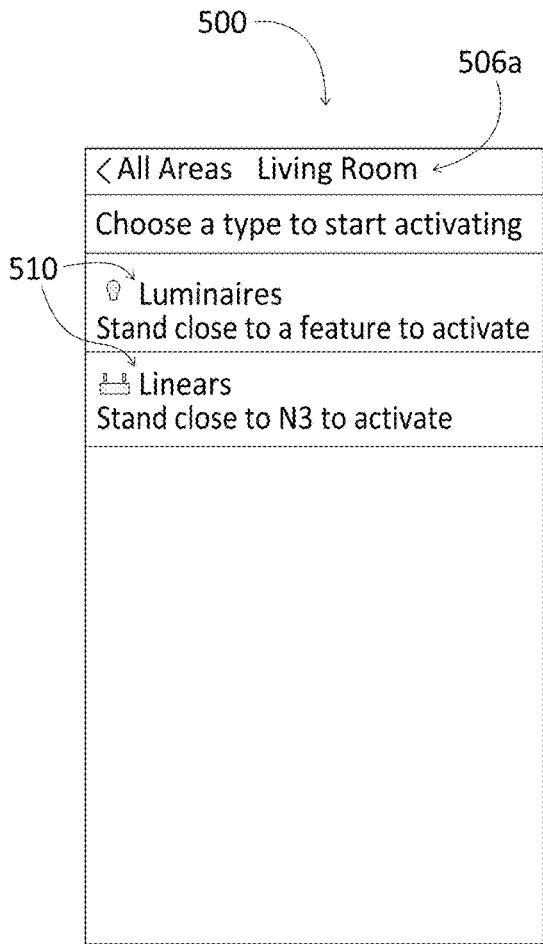 500
506a
< All Areas Living Room
Choose a type to start activating
510
Luminaires
Stand close to a feature to activate
Linears
Stand close to N3 to activate